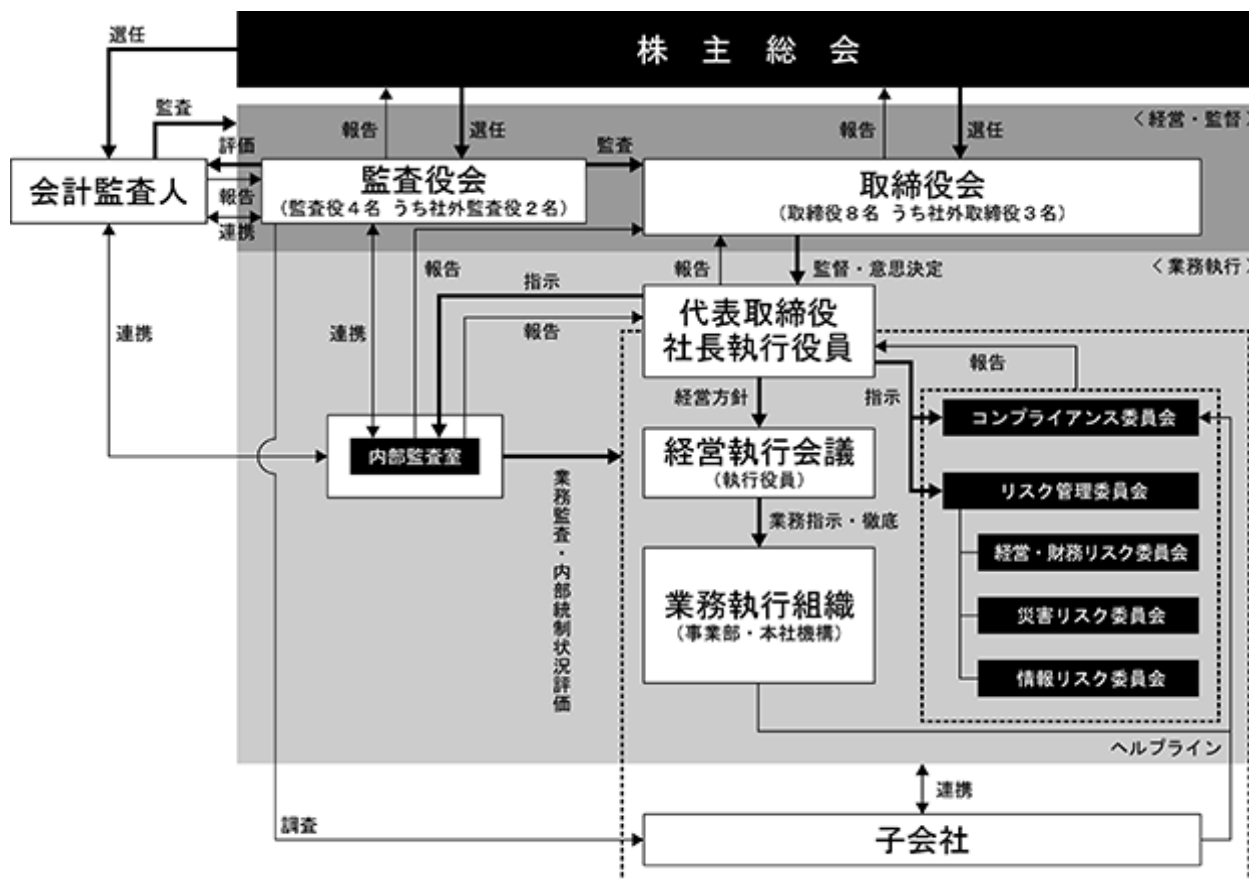 選任
株主総会
監査
報告
選任
報告
選任
＜経営・監督＞
評価
監査
会計監査人
監査役会
（監査役４名 うち社外監査役２名）
取締役会
（取締役８名 うち社外取締役３名）
報告
連携
報告
報告
監督・意思決定
＜業務執行＞
指示
代表取締役
社長執行役員
連携
連携
報告
報告
経営方針
指示
コンプライアンス委員会
経営執行会議
（執行役員）
内部監査室
リスク管理委員会
業務監査・内部統制状況評価
業務指示・徹底
経営・財務リスク委員会
業務執行組織
（事業部・本社機構）
災害リスク委員会
情報リスク委員会
ヘルプライン
連携
調査
子会社